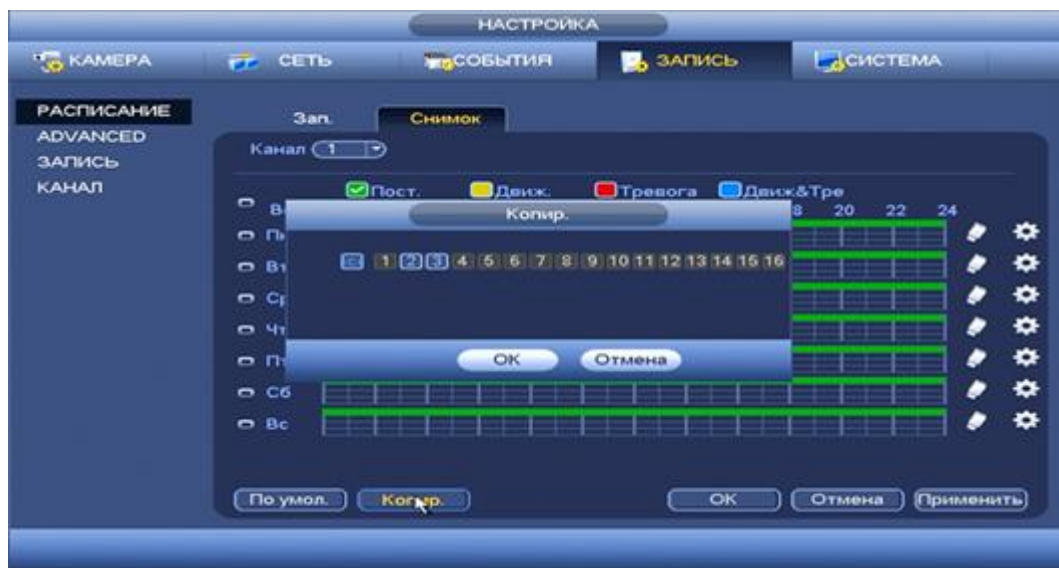 НАСТРОЙКА
КАМЕРА СЕТЬ СОБЫТИЯ ЗАПИСЬ СИСТЕМА
РАСПИСАНИЕ
ADVANCED
ЗАПИСЬ
КАНАЛ
Зап. Снимок
Канал 1
Пост. Движ. Тревога Движ&Тре
Копир.
8 20 22 24
1 2 3 4 5 6 7 8 9 10 11 12 13 14 15 16
Ср
Сб
Вс
OK Отмена
По умол. Копир. OK Отмена Применить